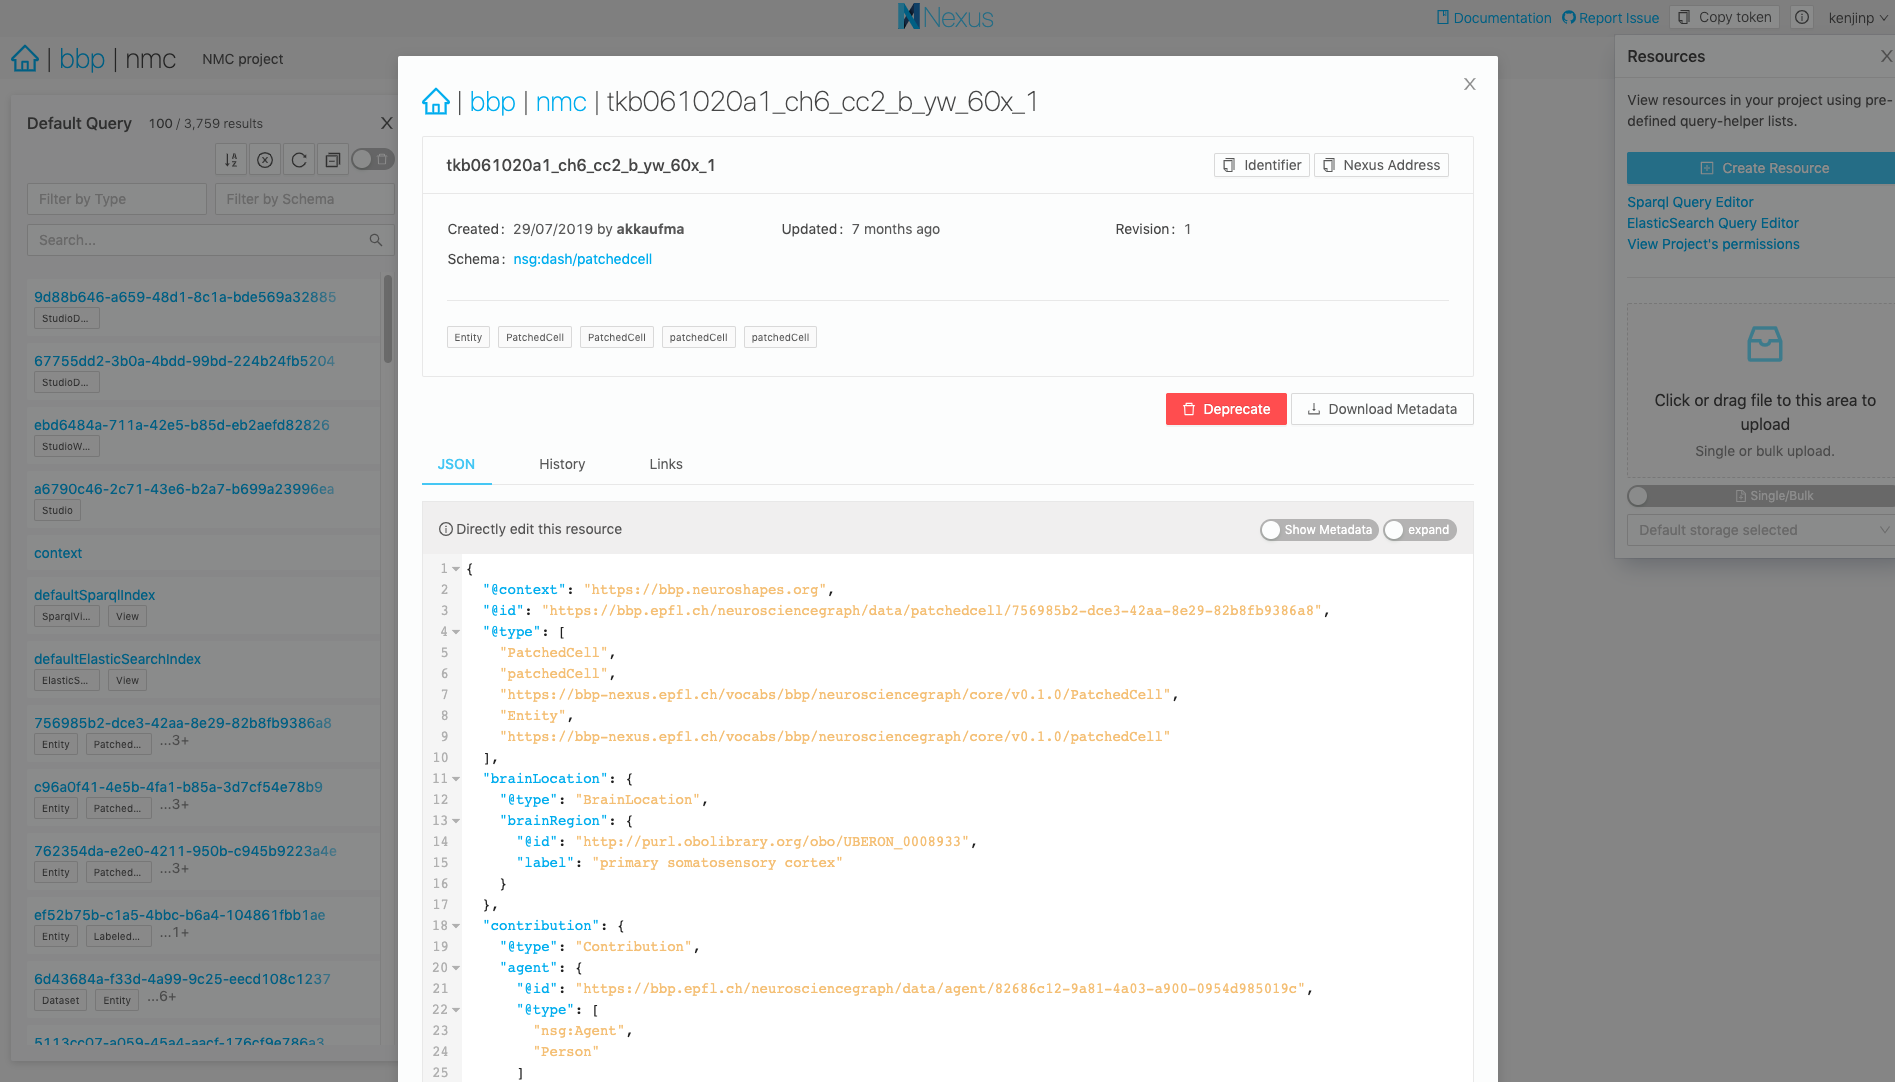 Nexus
Documentation Report Issue Copy token kenjinp
| bbp | nmc NMC project
Default Query 100 / 3,759 results
Filter by Type Filter by Schema
Search...
9d88b646-a659-48d1-8c1a-bde569a32885
StudioD...
67755dd2-3b0a-4bdd-99bd-224b24fb5204
StudioD...
ebd6484a-711a-42e5-b85d-eb2aefd82826
StudioW...
a6790c46-2c71-43e6-b2a7-b699a23996ea
Studio
context
defaultSparqlIndex
SparqlVi... View
defaultElasticSearchIndex
ElasticS... View
756985b2-dce3-42aa-8e29-82b8fb9386a8
Entity Patched... ...3+
c96a0f41-4e5b-4fa1-b85a-3d7cf54e78b9
Entity Patched... ...3+
762354da-e2e0-4211-950b-c945b9223a4e
Entity Patched... ...3+
ef52b75b-c1a5-4bbc-b6a4-104861fbb1ae
Entity Labeled... ...1+
6d43684a-f33d-4a99-9c25-eecd108c1237
Dataset Entity ...6+
5113cc07-a059-45a4-aacf-176cf9e786a3
| bbp | nmc | tkb061020a1_ch6_cc2_b_yw_60x_1
tkb061020a1_ch6_cc2_b_yw_60x_1 Identifier Nexus Address
Created: 29/07/2019 by akkaufma Updated: 7 months ago Revision: 1
Schema: nsg:dash/patchedcell
Entity PatchedCell PatchedCell patchedCell patchedCell
Deprecate Download Metadata
JSON History Links
Directly edit this resource Show Metadata expand
1 {
2 "@context": "https://bbp.neuroshapes.org",
3 "@id": "https://bbp.epfl.ch/neurosciencegraph/data/patchedcell/756985b2-dce3-42aa-8e29-82b8fb9386a8",
4 "@type": [
5 "PatchedCell",
6 "patchedCell",
7 "https://bbp-nexus.epfl.ch/vocabs/bbp/neurosciencegraph/core/v0.1.0/PatchedCell",
8 "Entity",
9 "https://bbp-nexus.epfl.ch/vocabs/bbp/neurosciencegraph/core/v0.1.0/patchedCell"
10 ],
11 "brainLocation": {
12 "@type": "BrainLocation",
13 "brainRegion": {
14 "@id": "http://purl.obolibrary.org/obo/UBERON_0008933",
15 "label": "primary somatosensory cortex"
16 }
17 },
18 "contribution": {
19 "@type": "Contribution",
20 "agent": {
21 "@id": "https://bbp.epfl.ch/neurosciencegraph/data/agent/82686c12-9a81-4a03-a900-0954d985019c",
22 "@type": [
23 "nsg:Agent",
24 "Person"
25 ]
Resources
View resources in your project using pre-
defined query-helper lists.
Create Resource
Sparql Query Editor
ElasticSearch Query Editor
View Project's permissions
Click or drag file to this area to
upload
Single or bulk upload.
Single/Bulk
Default storage selected